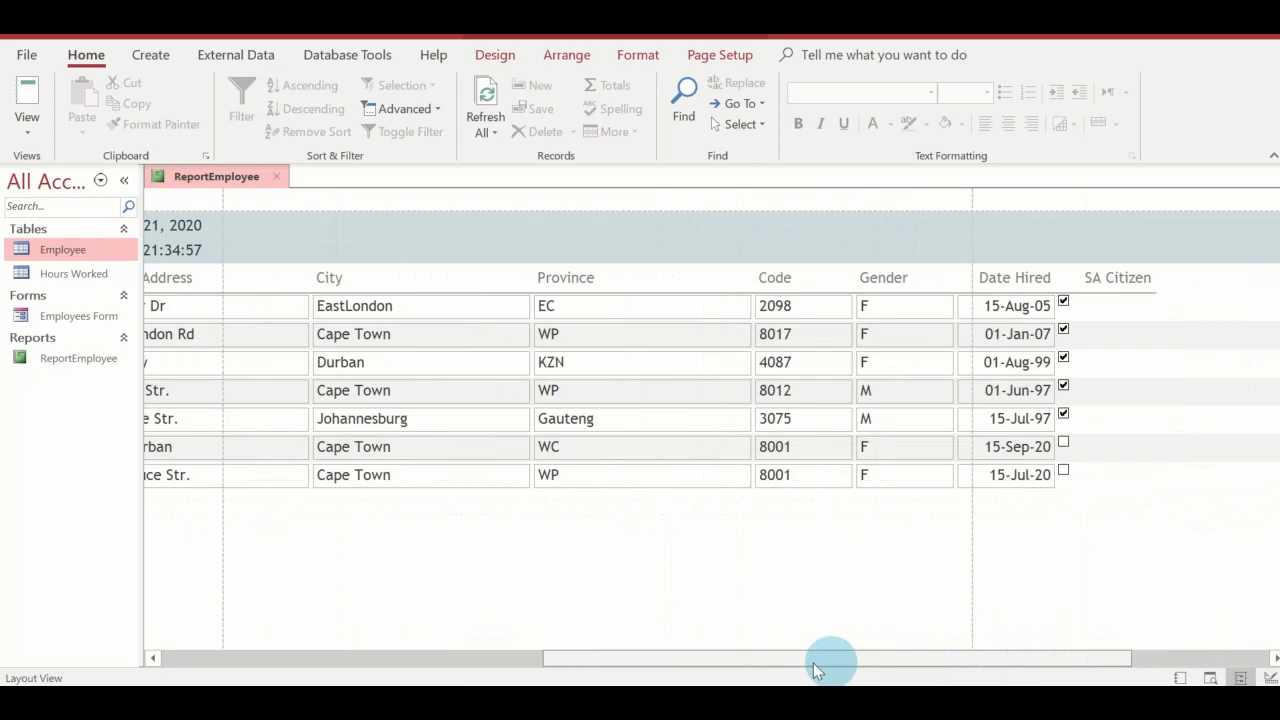 File Home Create External Data Database Tools Help Design Arrange Format Page Setup Tell me what you want to do
View
Views
Paste
Cut
Copy
Format Painter
Clipboard
Filter
Ascending
Descending
Remove Sort
Selection
Advanced
Toggle Filter
Sort & Filter
Refresh
All
New
Save
Delete
Totals
Spelling
More
Records
Find
Replace
Go To
Select
Find
B I U A
Text Formatting
All Acc...
Search...
Tables
Employee
Hours Worked
Forms
Employees Form
Reports
ReportEmployee
ReportEmployee
21, 2020
21:34:57
Address City Province Code Gender Date Hired SA Citizen
r Dr EastLondon EC 2098 F 15-Aug-05
ndon Rd Cape Town WP 8017 F 01-Jan-07
y Durban KZN 4087 F 01-Aug-99
Str. Cape Town WP 8012 M 01-Jun-97
e Str. Johannesburg Gauteng 3075 M 15-Jul-97
rban Cape Town WC 8001 F 15-Sep-20
uce Str. Cape Town WP 8001 F 15-Jul-20
Layout View